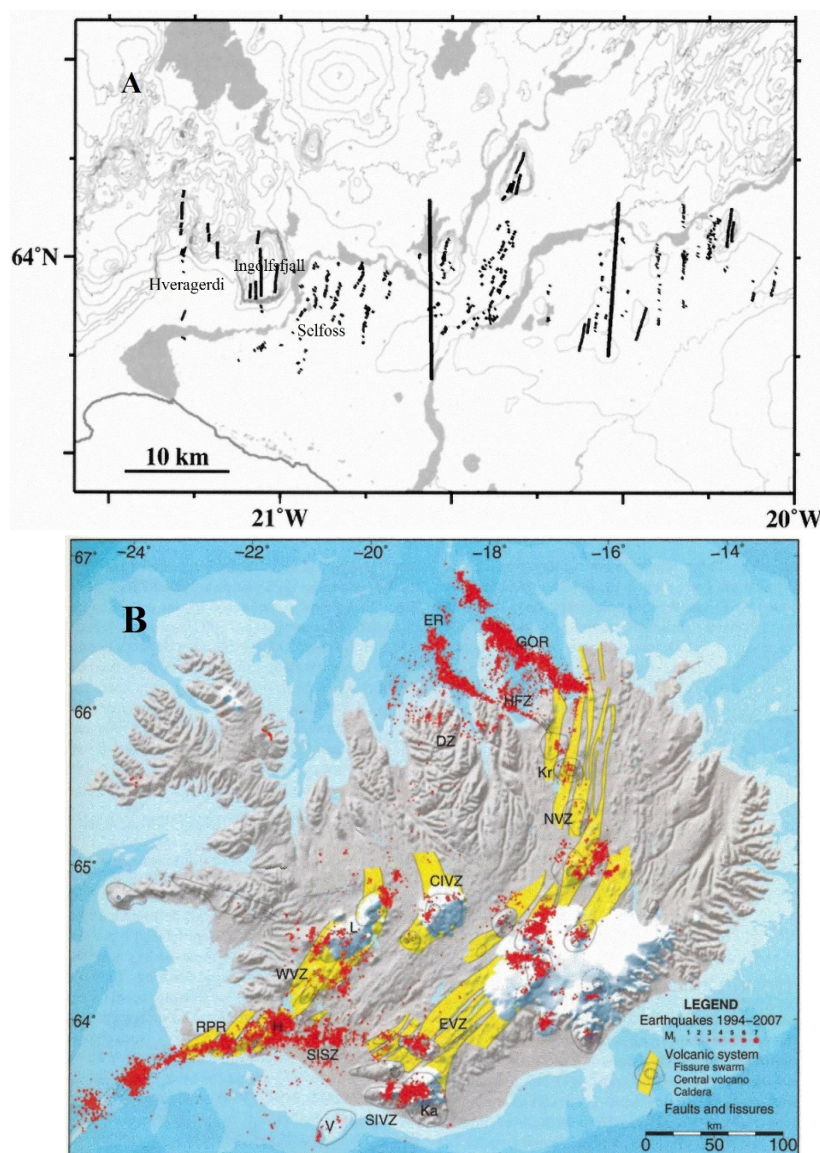 A
64°N
Hveragerdi
Ingolfsfjall
Selfoss
10 km
21°W
20°W
67°
−24°
−22°
−20°
−18°
−16°
−14°
B
ER
GOR
66°
HFZ
DZ
Kr
NVZ
65°
CIVZ
L
WVZ
64°
RPR
H
EVZ
SISZ
SIVZ
Ka
V
LEGEND
Earthquakes 1994–2007
Ml 1 2 3 4 5 6 7
Volcanic system
Fissure swarm
Central volcano
Caldera
Faults and fissures
km
0 50 100